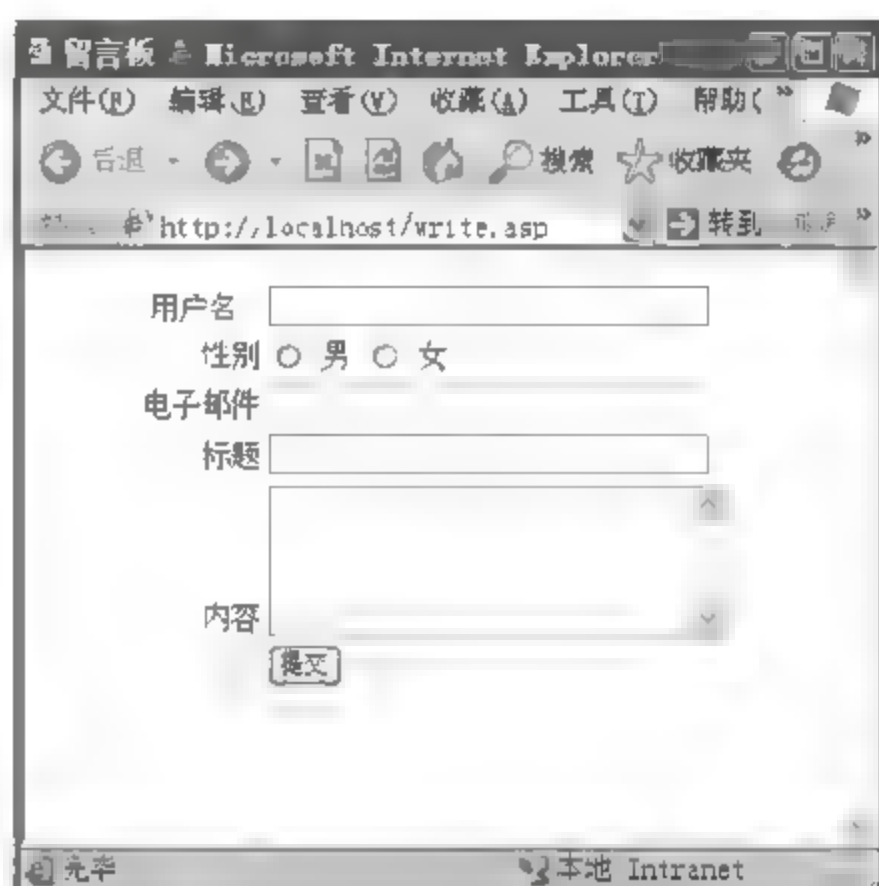 留言板 Microsoft Internet Explorer
文件(F) 编辑(E) 查看(V) 收藏(A) 工具(T) 帮助( »
后退 搜索 收藏夹 »
http://localhost/write.asp 转到 »
用户名
性别 男 女
电子邮件
标题
内容
提交
完毕 本地 Intranet